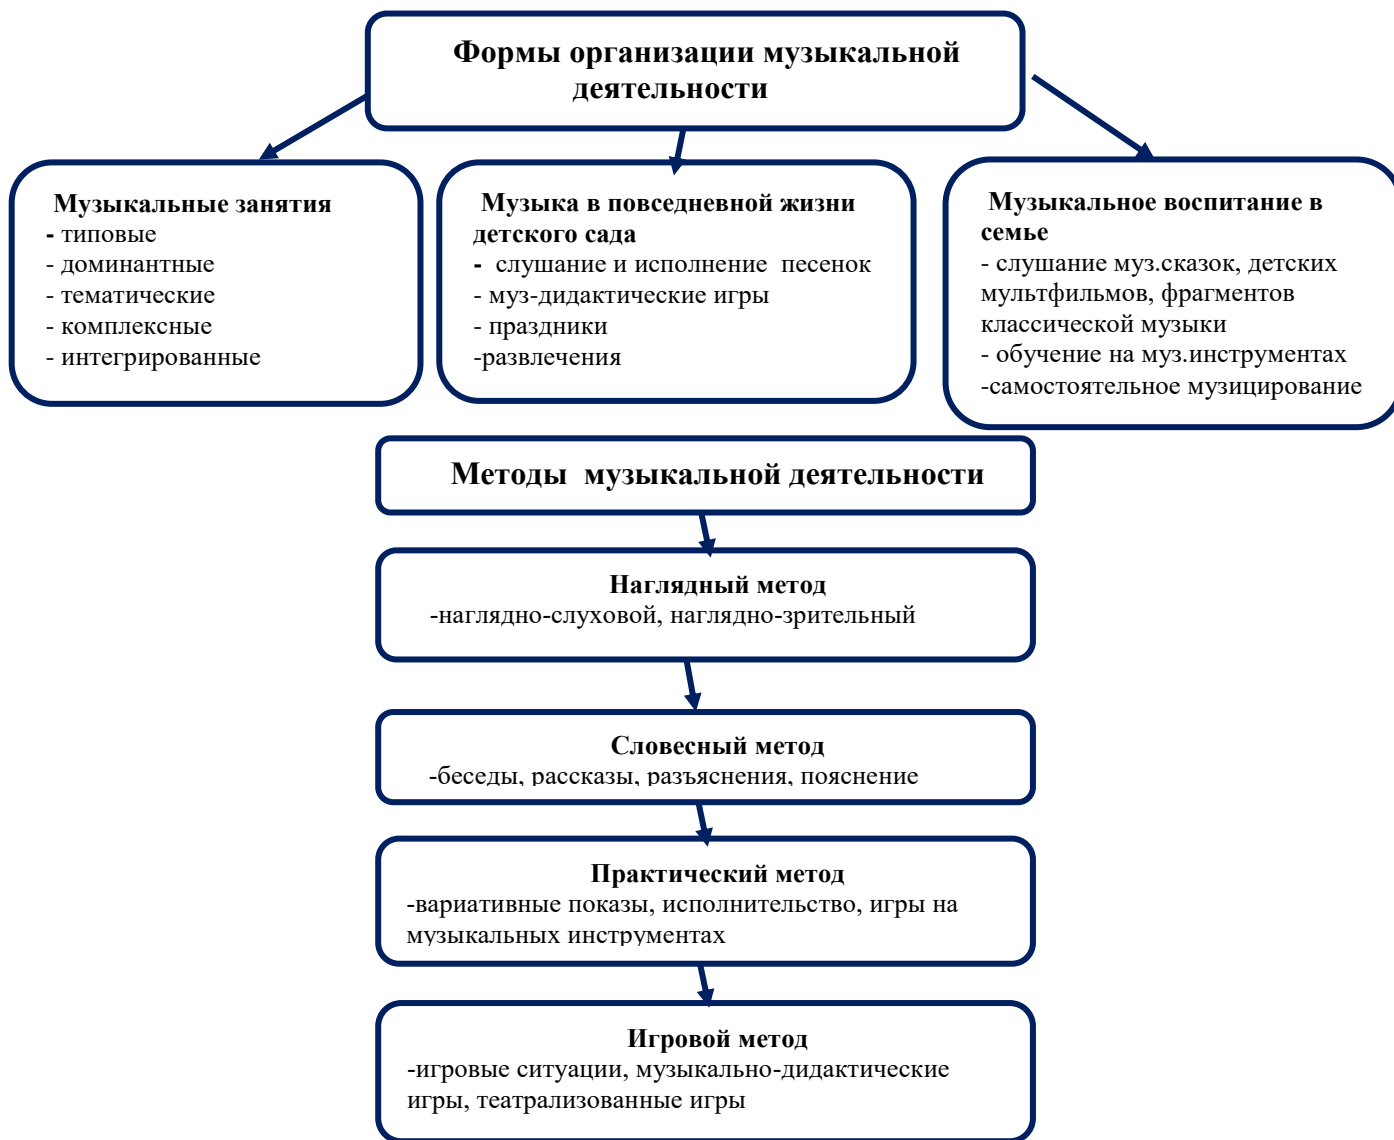 Формы организации музыкальной
деятельности
Музыкальные занятия
- типовые
- доминантные
- тематические
- комплексные
- интегрированные
Музыка в повседневной жизни
детского сада
- слушание и исполнение песенок
- муз-дидактические игры
- праздники
-развлечения
Музыкальное воспитание в
семье
- слушание муз.сказок, детских
мультфильмов, фрагментов
классической музыки
- обучение на муз.инструментах
-самостоятельное музицирование
Методы музыкальной деятельности
Наглядный метод
-наглядно-слуховой, наглядно-зрительный
Словесный метод
-беседы, рассказы, разъяснения, пояснение
Практический метод
-вариативные показы, исполнительство, игры на
музыкальных инструментах
Игровой метод
-игровые ситуации, музыкально-дидактические
игры, театрализованные игры